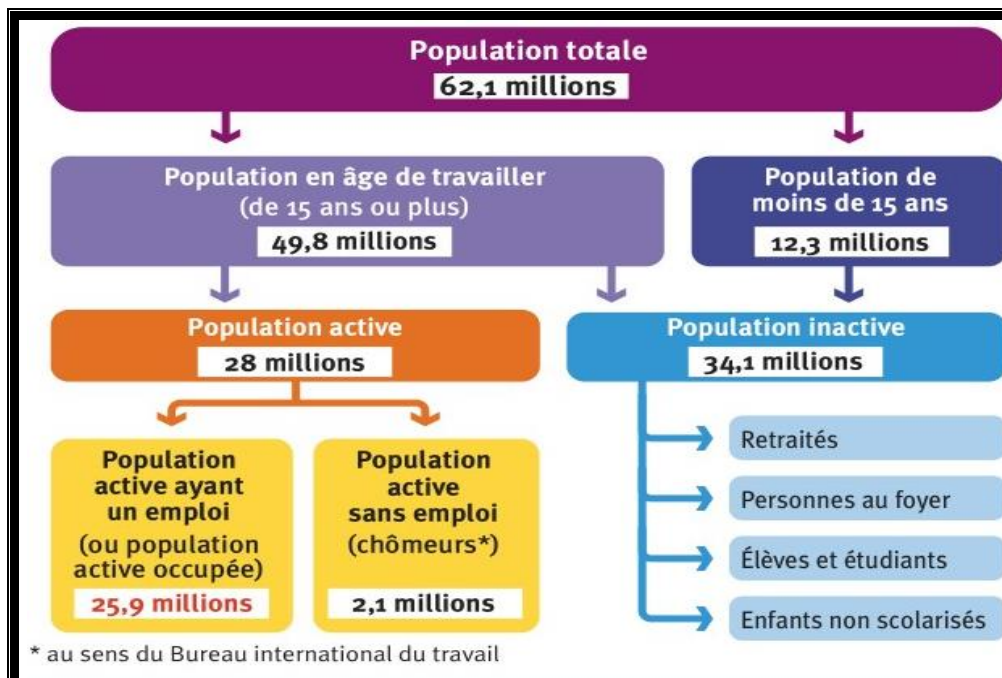 Population totale
62,1 millions
Population en âge de travailler
(de 15 ans ou plus)
49,8 millions
Population de
moins de 15 ans
12,3 millions
Population active
28 millions
Population inactive
34,1 millions
Population
active ayant
un emploi
(ou population
active occupée)
25,9 millions
Population
active
sans emploi
(chômeurs*)
2,1 millions
Retraités
Personnes au foyer
Élèves et étudiants
Enfants non scolarisés
* au sens du Bureau international du travail